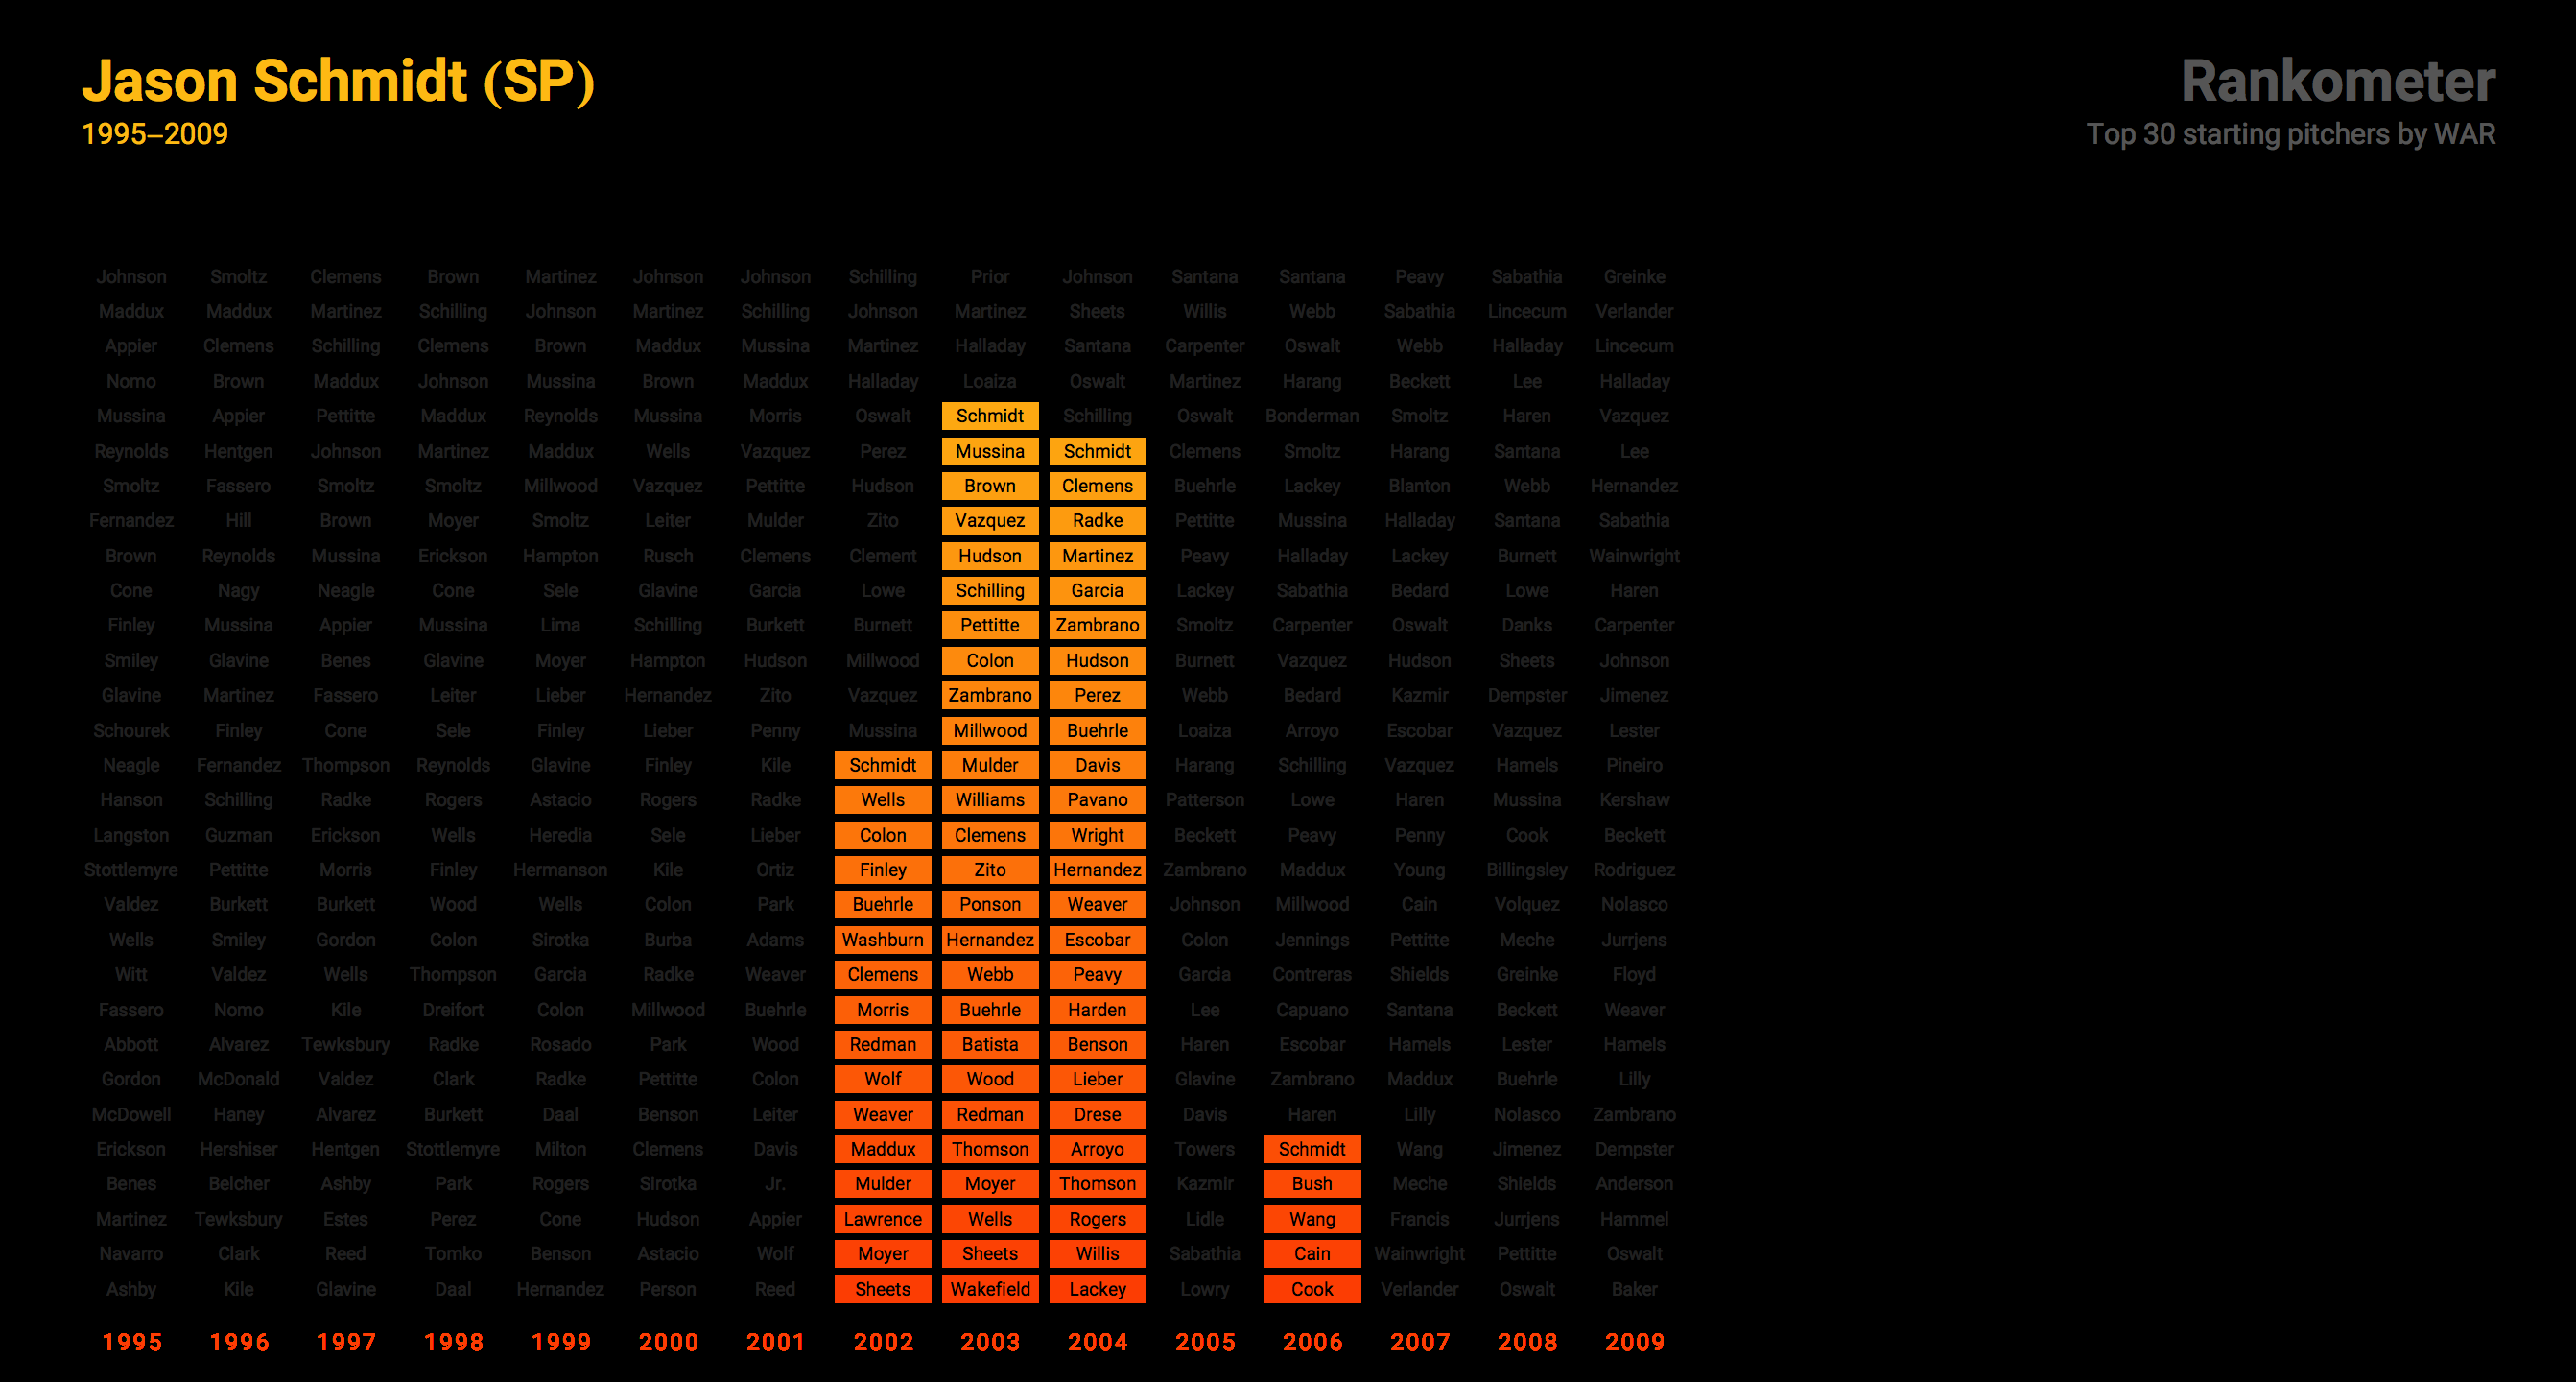 Jason Schmidt (SP)
1995–2009
Rankometer
Top 30 starting pitchers by WAR
Johnson Smoltz Clemens Brown Martinez Johnson Johnson Schilling Prior Johnson Santana Santana Peavy Sabathia Greinke
Maddux Maddux Martinez Schilling Johnson Martinez Schilling Johnson Martinez Sheets Willis Webb Sabathia Lincecum Verlander
Appier Clemens Schilling Clemens Brown Maddux Mussina Martinez Halladay Santana Carpenter Oswalt Webb Halladay Lincecum
Nomo Brown Maddux Johnson Mussina Brown Maddux Halladay Loaiza Oswalt Martinez Harang Beckett Lee Halladay
Mussina Appier Pettitte Maddux Reynolds Mussina Morris Oswalt Schmidt Schilling Oswalt Bonderman Smoltz Haren Vazquez
Reynolds Hentgen Johnson Martinez Maddux Wells Vazquez Perez Mussina Schmidt Clemens Smoltz Harang Santana Lee
Smoltz Fassero Smoltz Smoltz Millwood Vazquez Pettitte Hudson Brown Clemens Buehrle Lackey Blanton Webb Hernandez
Fernandez Hill Brown Moyer Smoltz Leiter Mulder Zito Vazquez Radke Pettitte Mussina Halladay Santana Sabathia
Brown Reynolds Mussina Erickson Hampton Rusch Clemens Clement Hudson Martinez Peavy Halladay Lackey Burnett Wainwright
Cone Nagy Neagle Cone Sele Glavine Garcia Lowe Schilling Garcia Lackey Sabathia Bedard Lowe Haren
Finley Mussina Appier Mussina Lima Schilling Burkett Burnett Pettitte Zambrano Smoltz Carpenter Oswalt Danks Carpenter
Smiley Glavine Benes Glavine Moyer Hampton Hudson Millwood Colon Hudson Burnett Vazquez Hudson Sheets Johnson
Glavine Martinez Fassero Leiter Lieber Hernandez Zito Vazquez Zambrano Perez Webb Bedard Kazmir Dempster Jimenez
Schourek Finley Cone Sele Finley Lieber Penny Mussina Millwood Buehrle Loaiza Arroyo Escobar Vazquez Lester
Neagle Fernandez Thompson Reynolds Glavine Finley Kile Schmidt Mulder Davis Harang Schilling Vazquez Hamels Pineiro
Hanson Schilling Radke Rogers Astacio Rogers Radke Wells Williams Pavano Patterson Lowe Haren Mussina Kershaw
Langston Guzman Erickson Wells Heredia Sele Lieber Colon Clemens Wright Beckett Peavy Penny Cook Beckett
Stottlemyre Pettitte Morris Finley Hermanson Kile Ortiz Finley Zito Hernandez Zambrano Maddux Young Billingsley Rodriguez
Valdez Burkett Burkett Wood Wells Colon Park Buehrle Ponson Weaver Johnson Millwood Cain Volquez Nolasco
Wells Smiley Gordon Colon Sirotka Burba Adams Washburn Hernandez Escobar Colon Jennings Pettitte Meche Jurrjens
Witt Valdez Wells Thompson Garcia Radke Weaver Clemens Webb Peavy Garcia Contreras Shields Greinke Floyd
Fassero Nomo Kile Dreifort Colon Millwood Buehrle Morris Buehrle Harden Lee Capuano Santana Beckett Weaver
Abbott Alvarez Tewksbury Radke Rosado Park Wood Redman Batista Benson Haren Escobar Hamels Lester Hamels
Gordon McDonald Valdez Clark Radke Pettitte Colon Wolf Wood Lieber Glavine Zambrano Maddux Buehrle Lilly
McDowell Haney Alvarez Burkett Daal Benson Leiter Weaver Redman Drese Davis Haren Lilly Nolasco Zambrano
Erickson Hershiser Hentgen Stottlemyre Milton Clemens Davis Maddux Thomson Arroyo Towers Schmidt Wang Jimenez Dempster
Benes Belcher Ashby Park Rogers Sirotka Jr. Mulder Moyer Thomson Kazmir Bush Meche Shields Anderson
Martinez Tewksbury Estes Perez Cone Hudson Appier Lawrence Wells Rogers Lidle Wang Francis Jurrjens Hammel
Navarro Clark Reed Tomko Benson Astacio Wolf Moyer Sheets Willis Sabathia Cain Wainwright Pettitte Oswalt
Ashby Kile Glavine Daal Hernandez Person Reed Sheets Wakefield Lackey Lowry Cook Verlander Oswalt Baker
1995 1996 1997 1998 1999 2000 2001 2002 2003 2004 2005 2006 2007 2008 2009